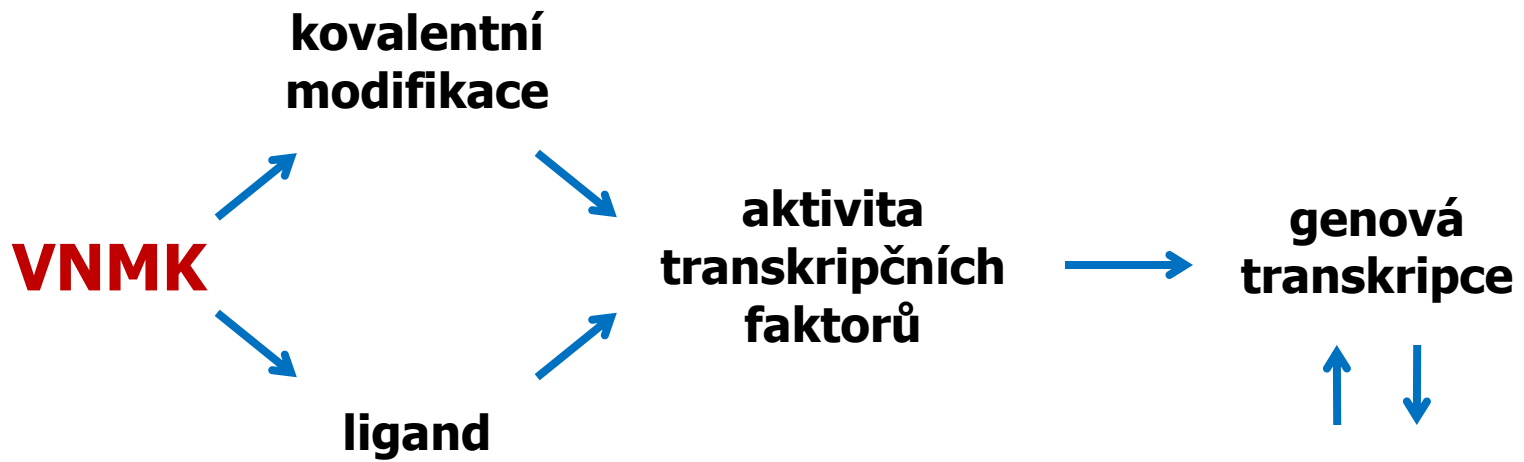 kovalentní
modifikace
VNMK
ligand
aktivita
transkripčních
faktorů
genová
transkripce